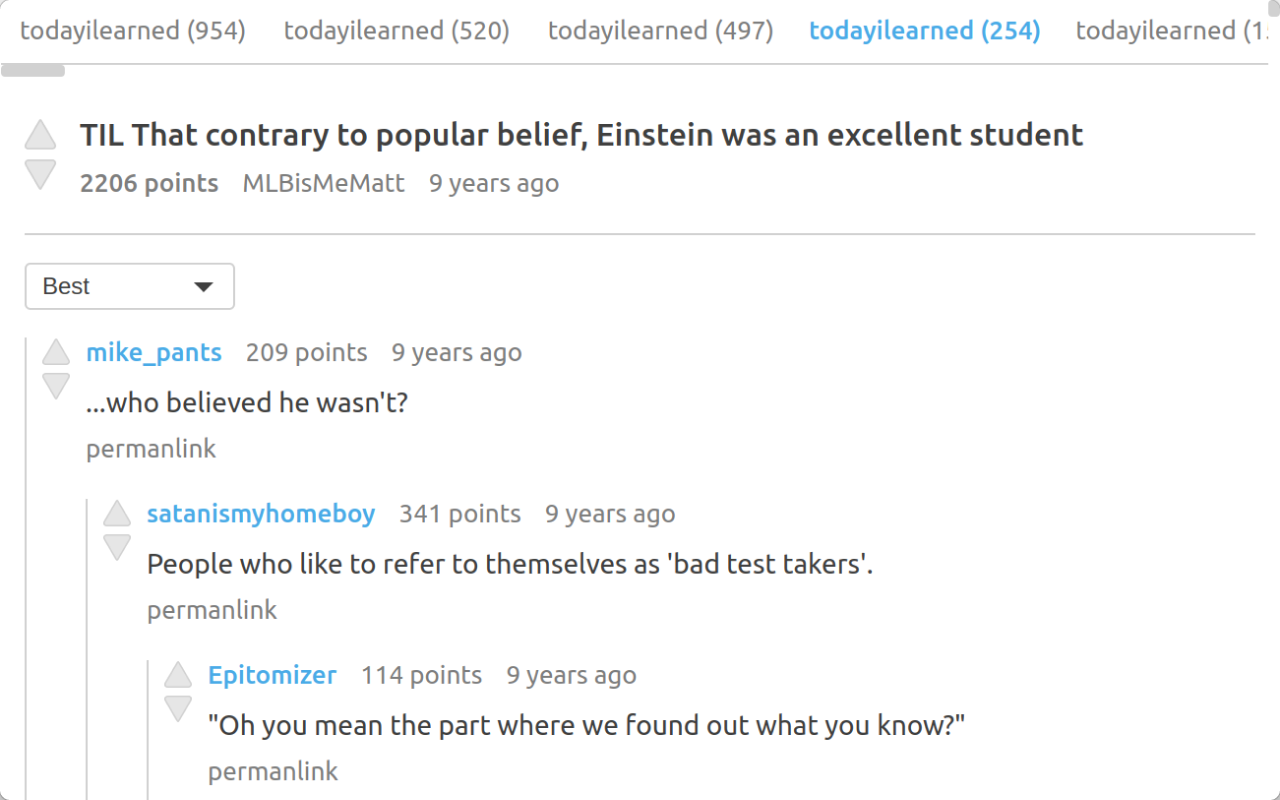 todayilearned (954) todayilearned (520) todayilearned (497) todayilearned (254) todayilearned (1
TIL That contrary to popular belief, Einstein was an excellent student
2206 points MLBisMeMatt 9 years ago
Best
mike_pants 209 points 9 years ago
...who believed he wasn't?
permanlink
satanismyhomeboy 341 points 9 years ago
People who like to refer to themselves as 'bad test takers'.
permanlink
Epitomizer 114 points 9 years ago
"Oh you mean the part where we found out what you know?"
permanlink